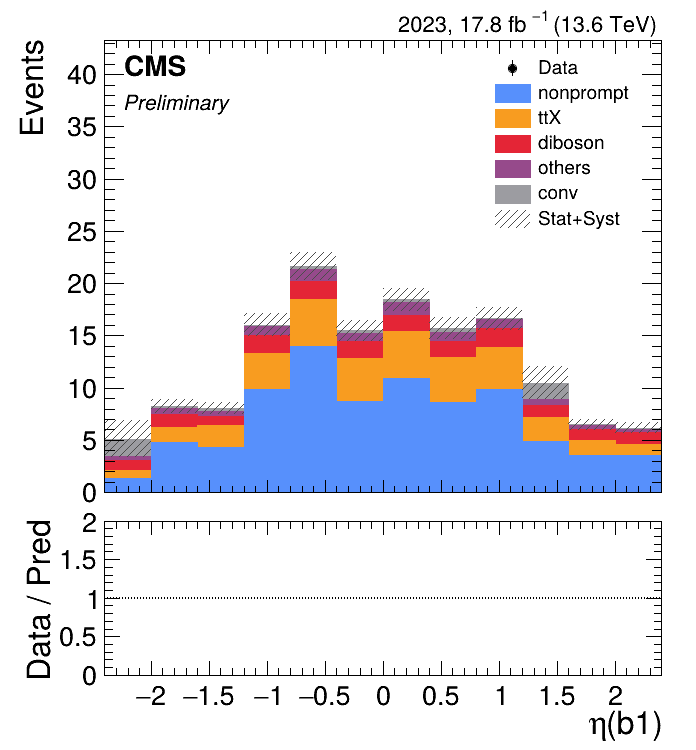 2023, 17.8 fb⁻¹ (13.6 TeV)
CMS
Preliminary
Data
nonprompt
ttX
diboson
others
conv
Stat+Syst
Events
40
35
30
25
20
15
10
5
0
Data / Pred
2
1.5
1
0.5
0
−2 −1.5 −1 −0.5 0 0.5 1 1.5 2
η(b1)